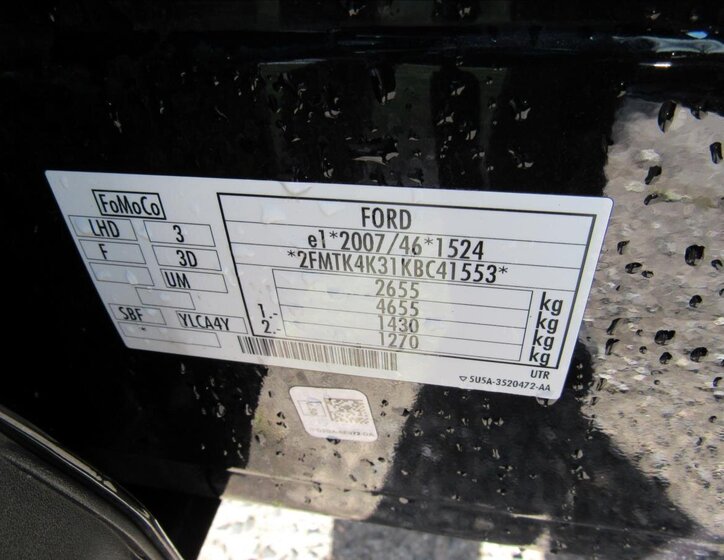 FoMoCo
LHD 3
F 3D
UM
SBF YLCA4Y
FORD
e1*2007/46*1524
*2FMTK4K31KBC41553*
2655 kg
4655 kg
1.- 1430 kg
2.- 1270 kg
UTR
5U5A-3520472-AA